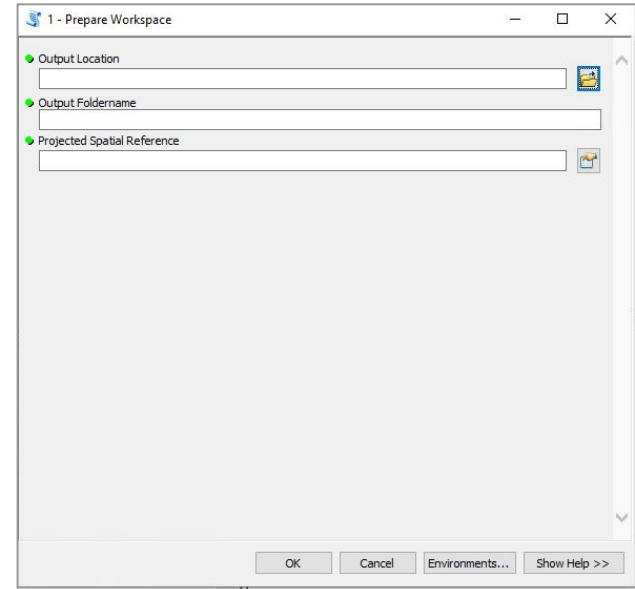 1 - Prepare Workspace
Output Location
Output Foldername
Projected Spatial Reference
OK Cancel Environments... Show Help >>